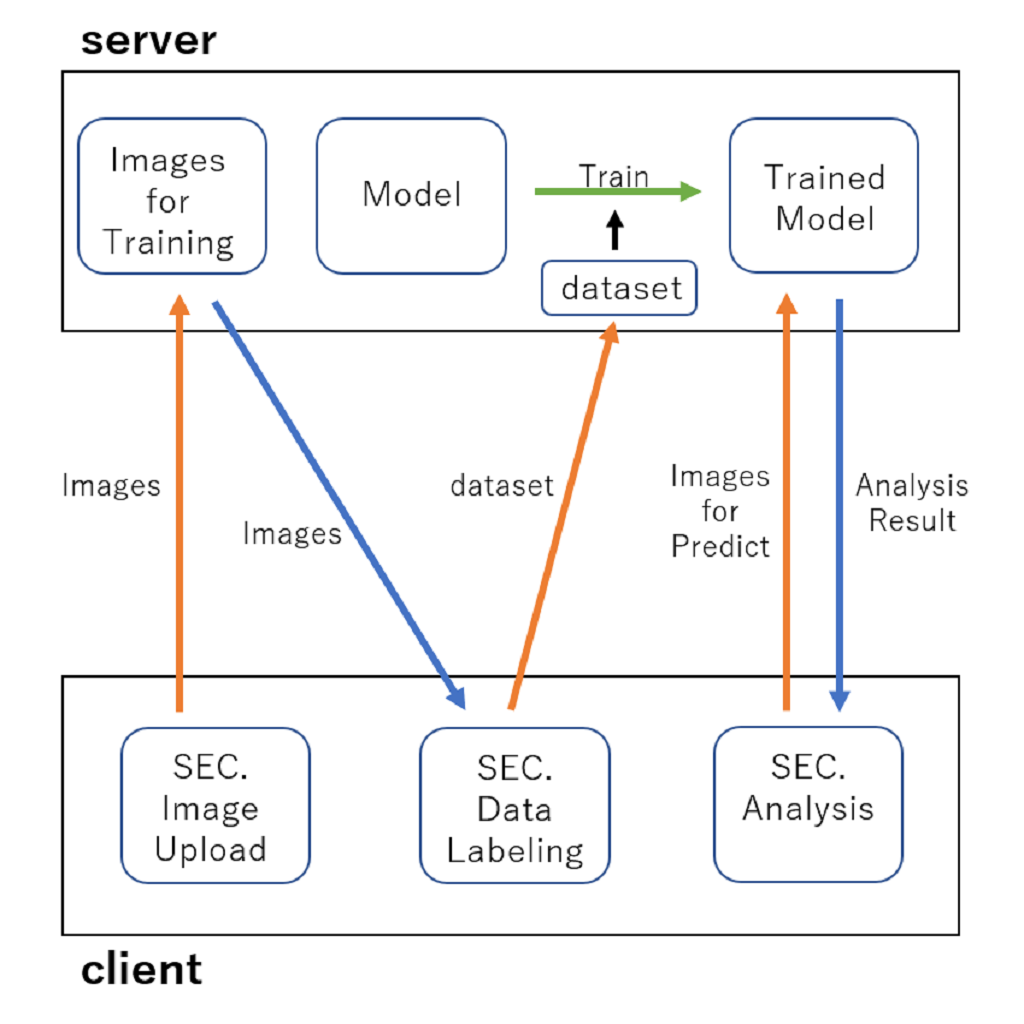 server
Images
for
Training
Model
Train
dataset
Trained
Model
Images
Images
dataset
Images
for
Predict
Analysis
Result
SEC.
Image
Upload
SEC.
Data
Labeling
SEC.
Analysis
client